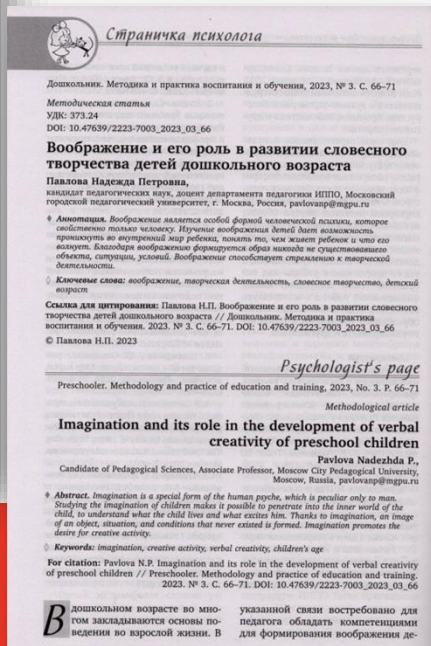 Страничка психолога
Дошкольник. Методика и практика воспитания и обучения, 2023, № 3. С. 66–71
Методическая статья
УДК: 373.24
DOI: 10.47639/2223-7003_2023_03_66
Воображение и его роль в развитии словесного
творчества детей дошкольного возраста
Павлова Надежда Петровна,
кандидат педагогических наук, доцент департамента педагогики ИППО, Московский
городской педагогический университет, г. Москва, Россия, pavlovanp@mgpu.ru
Аннотация. Воображение является особой формой человеческой психики, которое
свойственно только человеку. Изучение воображения детей дает возможность
проникнуть во внутренний мир ребенка, понять то, чем живет ребенок и что его
волнует. Благодаря воображению формируется образ никогда не существовавшего
объекта, ситуации, условий. Воображение способствует стремлению к творческой
деятельности.
Ключевые слова: воображение, творческая деятельность, словесное творчество, детский
возраст
Ссылка для цитирования: Павлова Н.П. Воображение и его роль в развитии словесного
творчества детей дошкольного возраста // Дошкольник. Методика и практика
воспитания и обучения. 2023. № 3. С. 66–71. DOI: 10.47639/2223-7003_2023_03_66
© Павлова Н.П. 2023
Psychologist's page
Preschooler. Methodology and practice of education and training, 2023, No. 3. P. 66–71
Methodological article
Imagination and its role in the development of verbal
creativity of preschool children
Pavlova Nadezhda P.,
Candidate of Pedagogical Sciences, Associate Professor, Moscow City Pedagogical University,
Moscow, Russia, pavlovanp@mgpu.ru
Abstract. Imagination is a special form of the human psyche, which is peculiar only to man.
Studying the imagination of children makes it possible to penetrate into the inner world of the
child, to understand what the child lives and what excites him. Thanks to imagination, an image
of an object, situation, and conditions that never existed is formed. Imagination promotes the
desire for creative activity.
Keywords: imagination, creative activity, verbal creativity, children's age
For citation: Pavlova N.P. Imagination and its role in the development of verbal creativity
of preschool children // Preschooler. Methodology and practice of education and training.
2023. № 3. С. 66–71. DOI: 10.47639/2223-7003_2023_03_66
В дошкольном возрасте во мно-
гом закладываются основы по-
ведения во взрослой жизни. В
указанной связи востребовано для
педагога обладать компетенциями
для формирования воображения де-